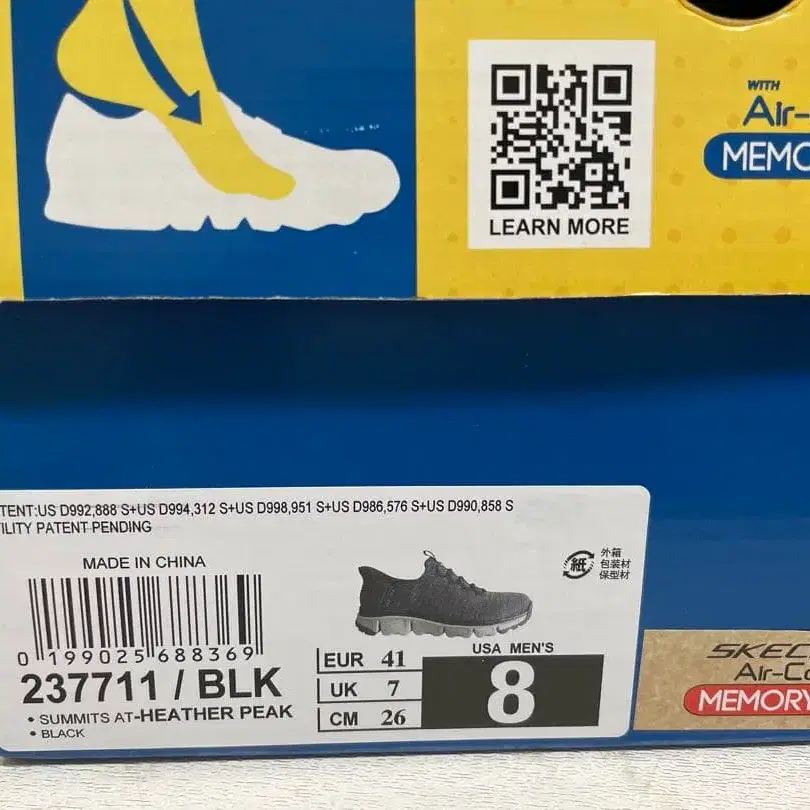 WITH
Air-
MEMO
LEARN MORE
TENT:US D992,888 S+US D994,312 S+US D998,951 S+US D986,576 S+US D990,858 S
ILITY PATENT PENDING
MADE IN CHINA
0 199025 688369
237711 / BLK
• SUMMITS AT-HEATHER PEAK
• BLACK
EUR 41
UK 7
CM 26
USA MEN'S
8
紙
外箱
包装材
保型材
SKEC
Air-Co
MEMORY